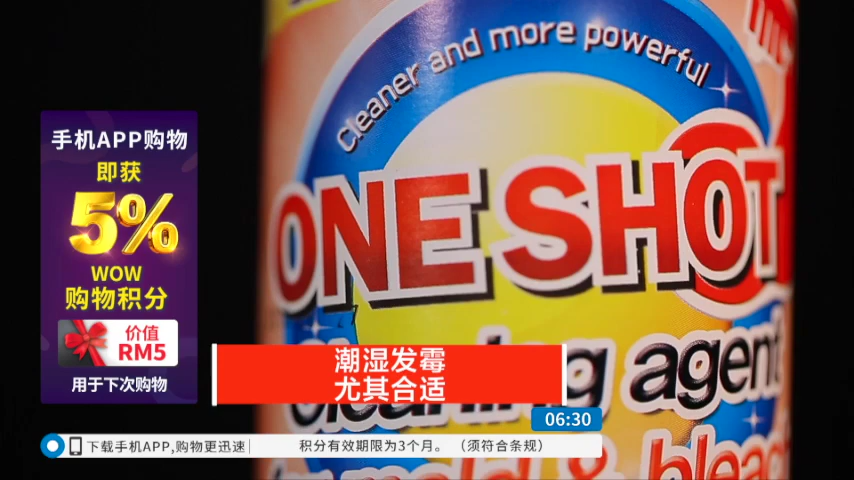 手机APP购物
即获
5%
WOW
购物积分
价值
RM5
用于下次购物
Cleaner and more powerful
ONE SHOT
潮湿发霉
尤其合适
cleaning agent
06:30
下载手机APP,购物更迅速
积分有效期限为3个月。（须符合条规）